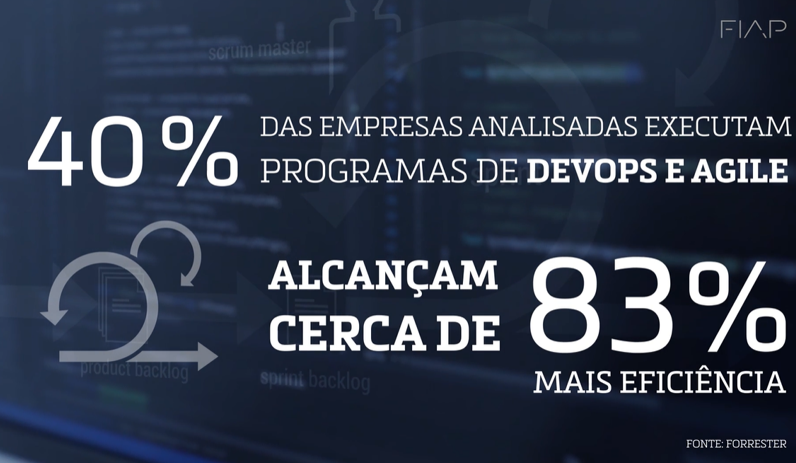 FIAP
scrum master
40% DAS EMPRESAS ANALISADAS EXECUTAM
PROGRAMAS DE DEVOPS E AGILE
ALCANÇAM
CERCA DE 83%
MAIS EFICIÊNCIA
product backlog
sprint backlog
FONTE: FORRESTER